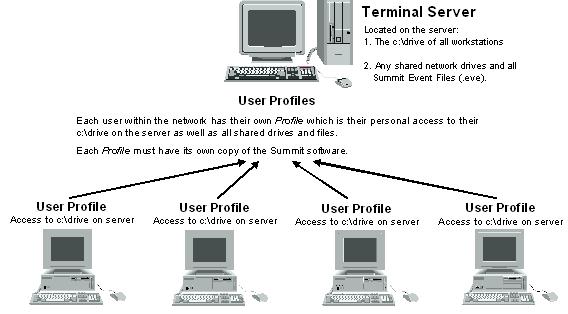 Terminal Server
Located on the server:
1. The c:\drive of all workstations
2. Any shared network drives and all
Summit Event Files (.eve).
User Profiles
Each user within the network has their own Profile which is their personal access to their
c:\drive on the server as well as all shared drives and files.
Each Profile must have its own copy of the Summit software.
User Profile
Access to c:\drive on server
User Profile
Access to c:\drive on server
User Profile
Access to c:\drive on server
User Profile
Access to c:\drive on server